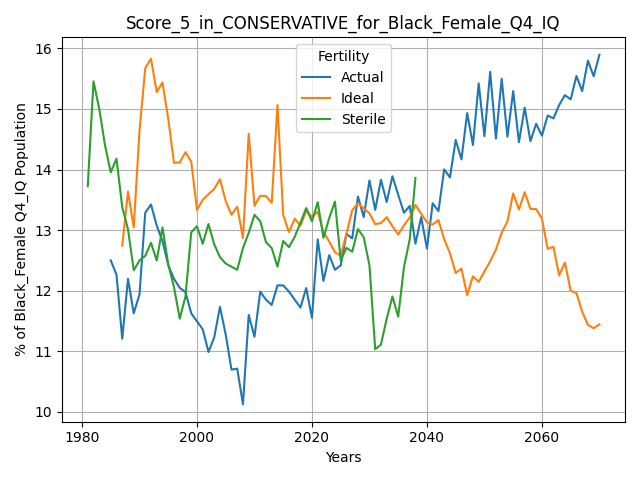 Score_5_in_CONSERVATIVE_for_Black_Female_Q4_IQ
Fertility
Actual
Ideal
Sterile
% of Black_Female Q4_IQ Population
16
15
14
13
12
11
10
1980
2000
2020
2040
2060
Years